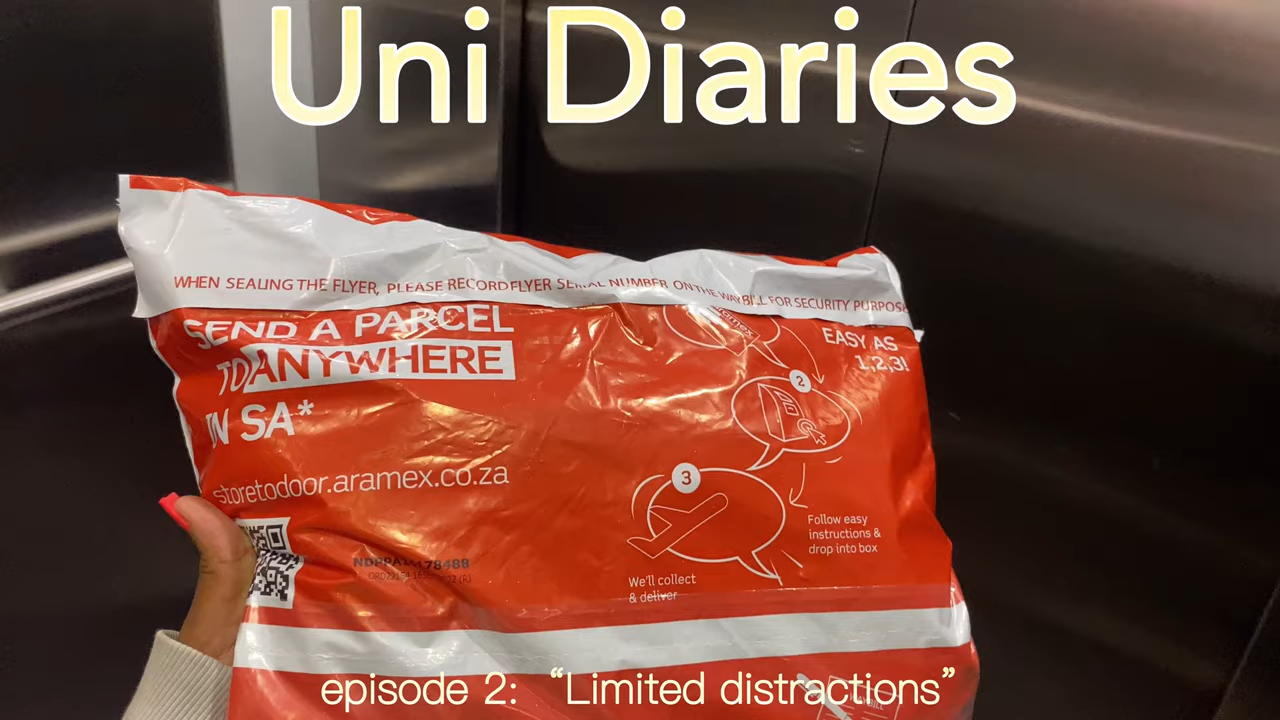 Uni Diaries
WHEN SEALING THE FLYER, PLEASE RECORD FLYER SERIAL NUMBER ON THE WAYBILL FOR SECURITY PURPOSE
SEND A PARCEL
TO ANYWHERE
IN SA*
storetodoor.aramex.co.za
aramex
EASY AS
1,2,3!
2
3
Follow easy
instructions &
drop into box
We'll collect
& deliver
episode 2: “Limited distractions”